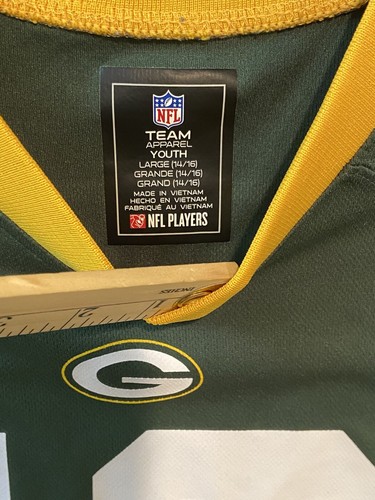 NFL
TEAM
APPAREL
YOUTH
LARGE (14/16)
GRANDE (14/16)
GRAND (14/16)
MADE IN VIETNAM
HECHO EN VIETNAM
FABRIQUÉ AU VIETNAM
NFL PLAYERS
2
G